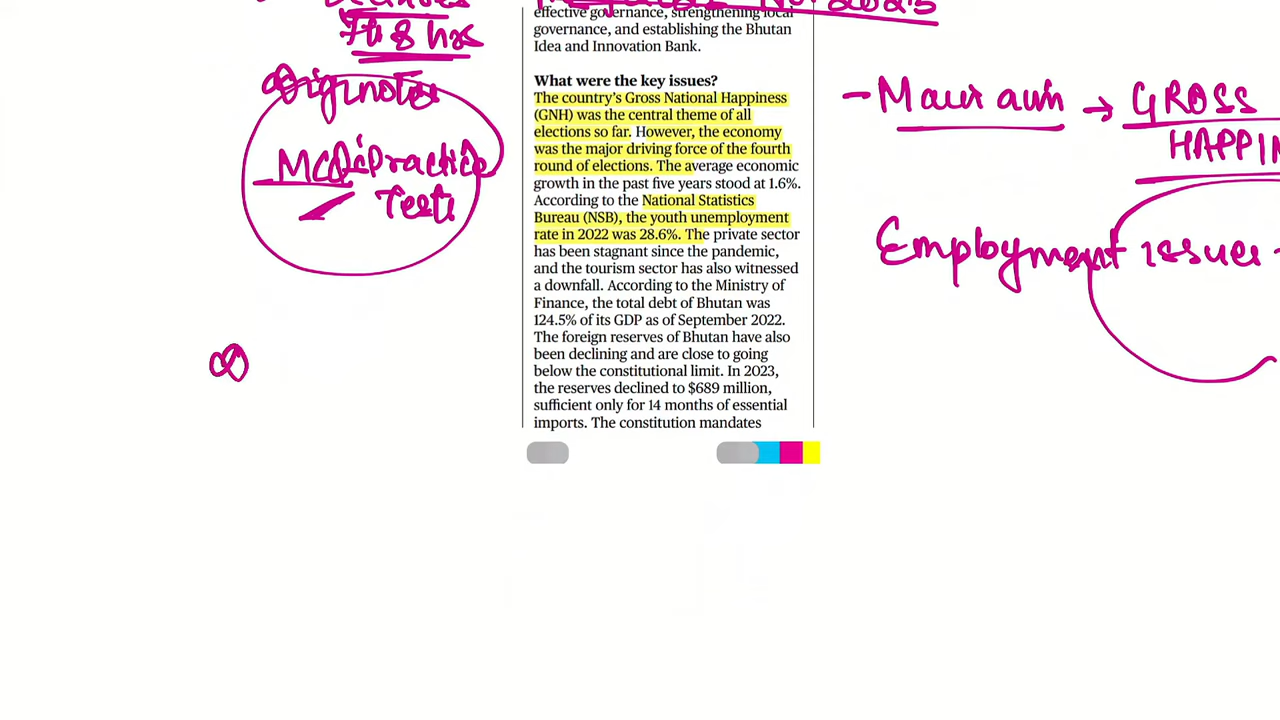 7 to 8 hrs
Diginotes
MCQ's Practice
Tests
effective governance, strengthening local
governance, and establishing the Bhutan
Idea and Innovation Bank.
What were the key issues?
The country's Gross National Happiness
(GNH) was the central theme of all
elections so far. However, the economy
was the major driving force of the fourth
round of elections. The average economic
growth in the past five years stood at 1.6%.
According to the National Statistics
Bureau (NSB), the youth unemployment
rate in 2022 was 28.6%. The private sector
has been stagnant since the pandemic,
and the tourism sector has also witnessed
a downfall. According to the Ministry of
Finance, the total debt of Bhutan was
124.5% of its GDP as of September 2022.
The foreign reserves of Bhutan have also
been declining and are close to going
below the constitutional limit. In 2023,
the reserves declined to $689 million,
sufficient only for 14 months of essential
imports. The constitution mandates
- Main aim → GROSS
HAPPIN
Employment issues -